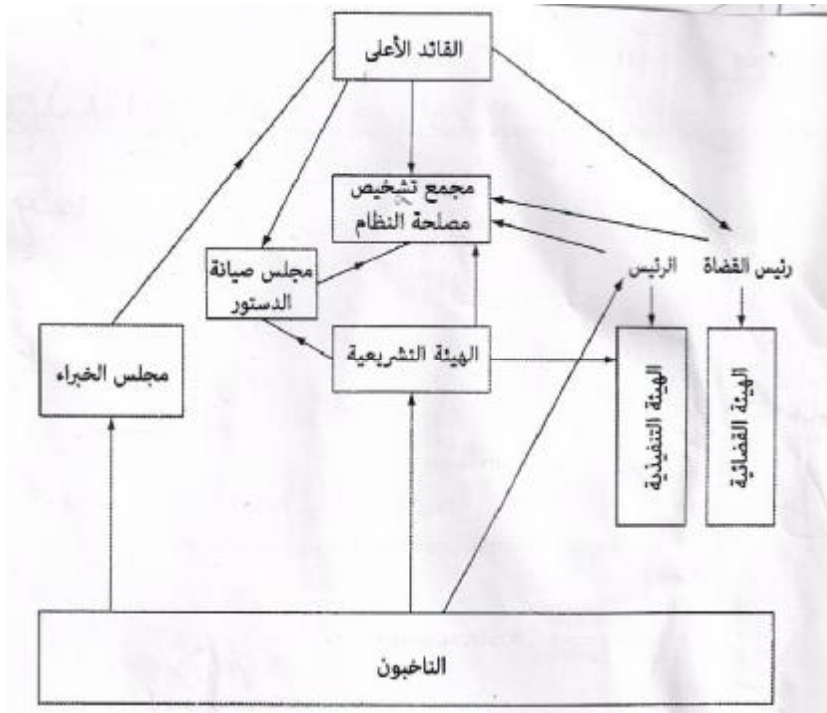 القائد الأعلى
مجمع تشخيص
مصلحة النظام
مجلس صيانة
الدستور
الرئيس
رئيس القضاة
مجلس الخبراء
الهيئة التشريعية
الهيئة التنفيذية
الهيئة القضائية
الناخبون